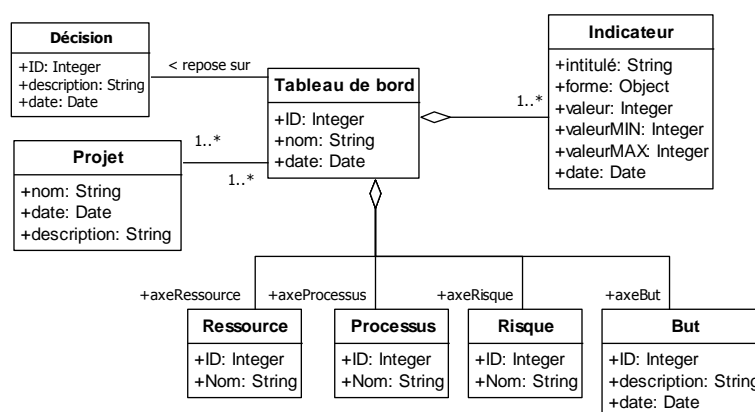 Décision
+ID: Integer
+description: String
+date: Date
< repose sur
Tableau de bord
+ID: Integer
+nom: String
+date: Date
Indicateur
+intitulé: String
+forme: Object
+valeur: Integer
+valeurMIN: Integer
+valeurMAX: Integer
+date: Date
1..*
Projet
+nom: String
+date: Date
+description: String
1..*
1..*
+axeRessource
+axeProcessus
+axeRisque
+axeBut
Ressource
+ID: Integer
+Nom: String
Processus
+ID: Integer
+Nom: String
Risque
+ID: Integer
+Nom: String
But
+ID: Integer
+description: String
+date: Date